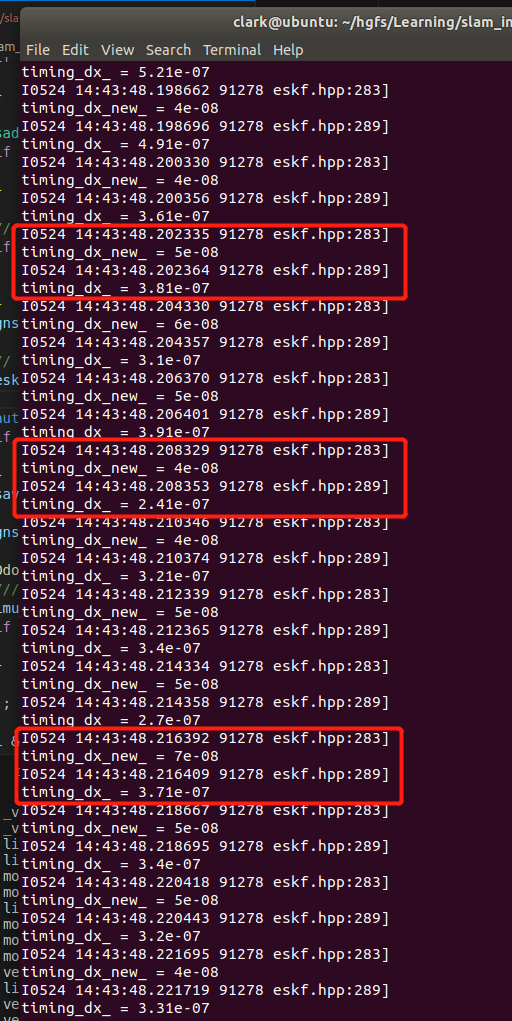 clark@ubuntu: ~/hgfs/Learning/slam_in
File Edit View Search Terminal Help
timing_dx_ = 5.21e-07
I0524 14:43:48.198662 91278 eskf.hpp:283]
timing_dx_new_ = 4e-08
I0524 14:43:48.198696 91278 eskf.hpp:289]
timing_dx_ = 4.91e-07
I0524 14:43:48.200330 91278 eskf.hpp:283]
timing_dx_new_ = 4e-08
I0524 14:43:48.200356 91278 eskf.hpp:289]
timing_dx_ = 3.61e-07
I0524 14:43:48.202335 91278 eskf.hpp:283]
timing_dx_new_ = 5e-08
I0524 14:43:48.202364 91278 eskf.hpp:289]
timing_dx_ = 3.81e-07
I0524 14:43:48.204330 91278 eskf.hpp:283]
timing_dx_new_ = 6e-08
I0524 14:43:48.204357 91278 eskf.hpp:289]
timing_dx_ = 3.1e-07
I0524 14:43:48.206370 91278 eskf.hpp:283]
timing_dx_new_ = 5e-08
I0524 14:43:48.206401 91278 eskf.hpp:289]
timing_dx_ = 3.91e-07
I0524 14:43:48.208329 91278 eskf.hpp:283]
timing_dx_new_ = 4e-08
I0524 14:43:48.208353 91278 eskf.hpp:289]
timing_dx_ = 2.41e-07
I0524 14:43:48.210346 91278 eskf.hpp:283]
timing_dx_new_ = 4e-08
I0524 14:43:48.210374 91278 eskf.hpp:289]
timing_dx_ = 3.21e-07
I0524 14:43:48.212339 91278 eskf.hpp:283]
timing_dx_new_ = 5e-08
I0524 14:43:48.212365 91278 eskf.hpp:289]
timing_dx_ = 3.4e-07
I0524 14:43:48.214334 91278 eskf.hpp:283]
timing_dx_new_ = 5e-08
I0524 14:43:48.214358 91278 eskf.hpp:289]
timing_dx_ = 2.7e-07
I0524 14:43:48.216392 91278 eskf.hpp:283]
timing_dx_new_ = 7e-08
I0524 14:43:48.216409 91278 eskf.hpp:289]
timing_dx_ = 3.71e-07
I0524 14:43:48.218667 91278 eskf.hpp:283]
timing_dx_new_ = 5e-08
I0524 14:43:48.218695 91278 eskf.hpp:289]
timing_dx_ = 3.4e-07
I0524 14:43:48.220418 91278 eskf.hpp:283]
timing_dx_new_ = 5e-08
I0524 14:43:48.220443 91278 eskf.hpp:289]
timing_dx_ = 3.2e-07
I0524 14:43:48.221695 91278 eskf.hpp:283]
timing_dx_new_ = 4e-08
I0524 14:43:48.221719 91278 eskf.hpp:289]
timing_dx_ = 3.31e-07